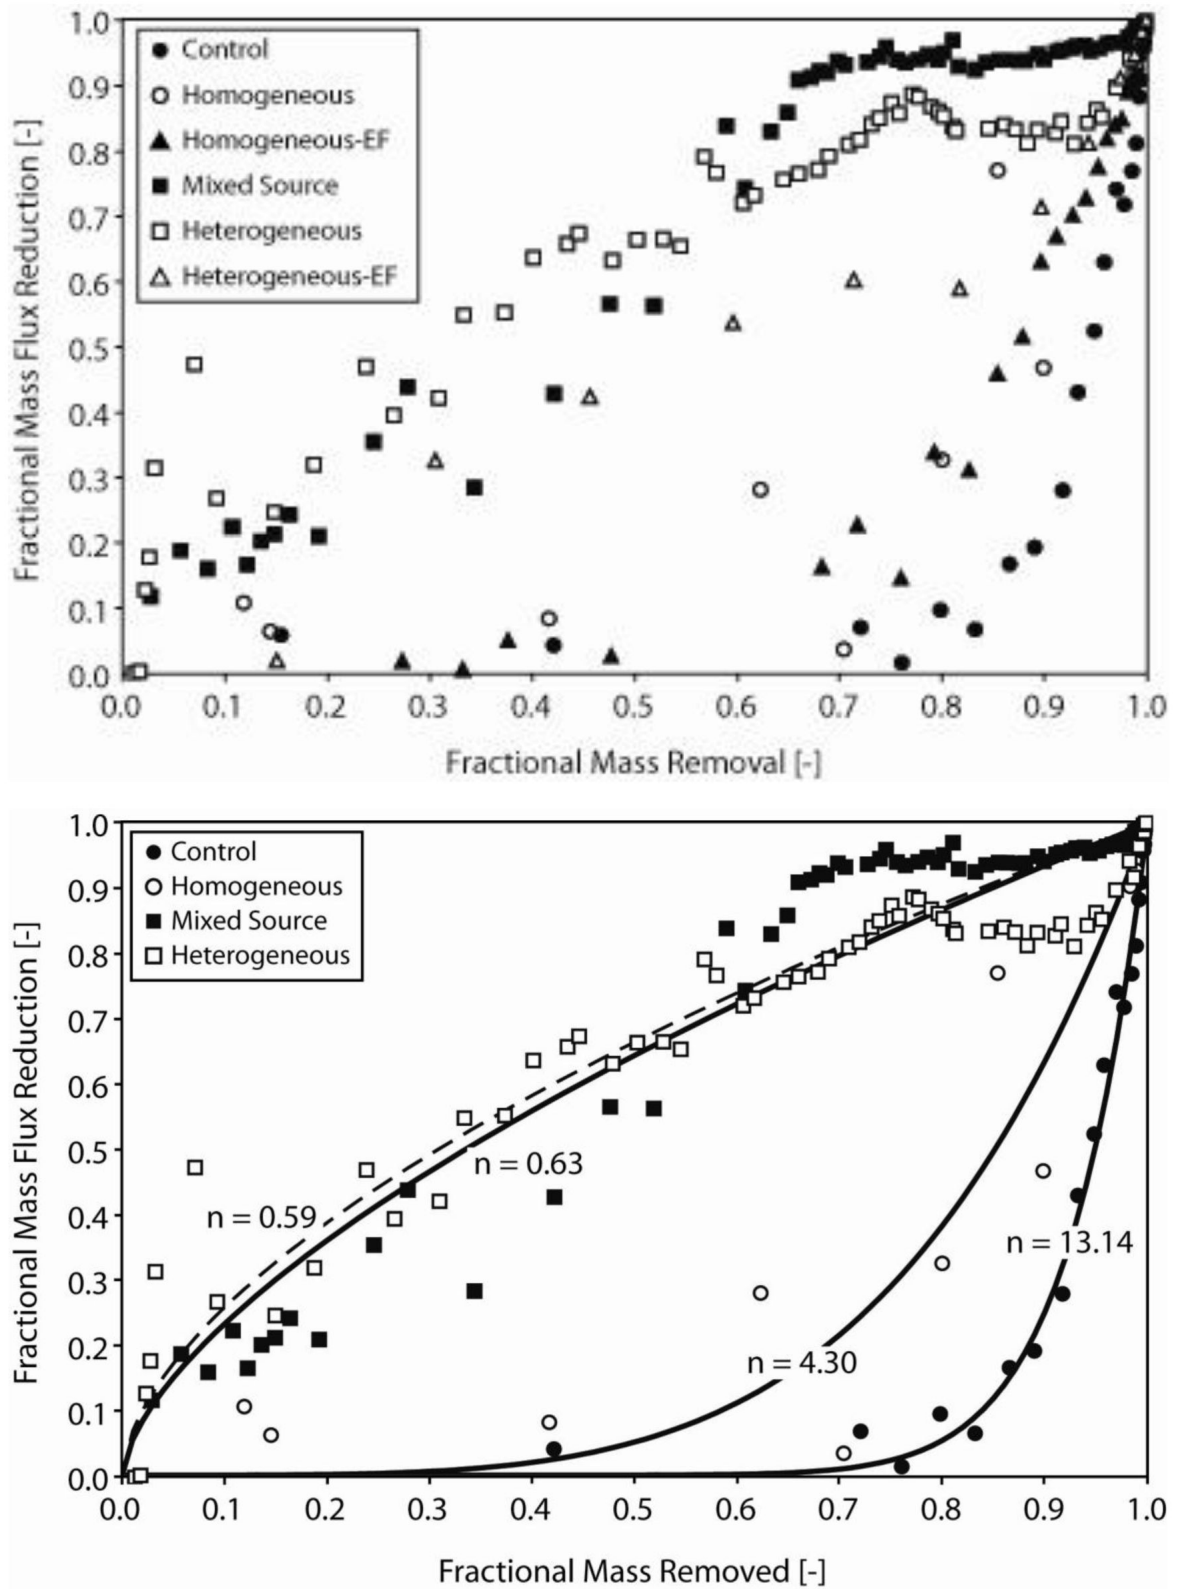 1.0
Control
Homogeneous
Homogeneous-EF
Mixed Source
Heterogeneous
Heterogeneous-EF
0.9
0.8
0.7
0.6
0.5
0.4
0.3
0.2
0.1
0.0
Fractional Mass Flux Reduction [-]
0.0 0.1 0.2 0.3 0.4 0.5 0.6 0.7 0.8 0.9 1.0
Fractional Mass Removal [-]
1.0
Control
Homogeneous
Mixed Source
Heterogeneous
0.9
0.8
0.7
0.6
0.5
0.4
0.3
0.2
0.1
0.0
Fractional Mass Flux Reduction [-]
n = 0.63
n = 0.59
n = 13.14
n = 4.30
0.0 0.1 0.2 0.3 0.4 0.5 0.6 0.7 0.8 0.9 1.0
Fractional Mass Removed [-]